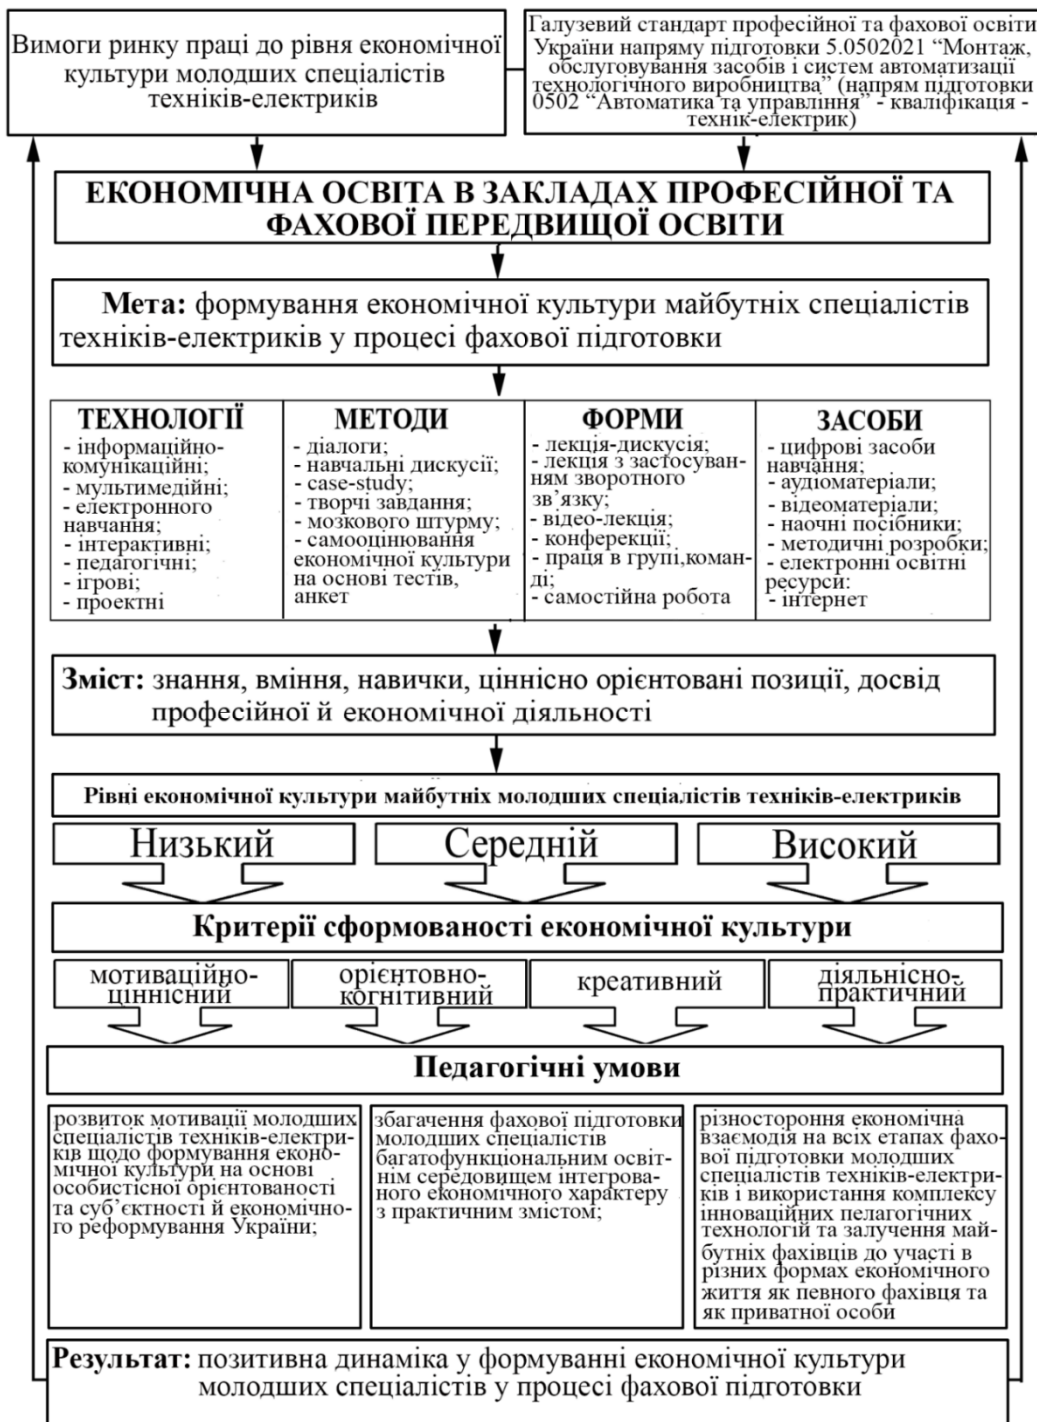 Вимоги ринку праці до рівня економічної
культури молодших спеціалістів
техніків-електриків
Галузевий стандарт професійної та фахової освіти
України напряму підготовки 5.0502021 “Монтаж,
обслуговування засобів і систем автоматизації
технологічного виробництва” (напрям підготовки
0502 “Автоматика та управління” - кваліфікація -
технік-електрик)
ЕКОНОМІЧНА ОСВІТА В ЗАКЛАДАХ ПРОФЕСІЙНОЇ ТА
ФАХОВОЇ ПЕРЕДВИЩОЇ ОСВІТИ
Мета: формування економічної культури майбутніх спеціалістів
техніків-електриків у процесі фахової підготовки
ТЕХНОЛОГІЇ
- інформаційно-
комунікаційні;
- мультимедійні;
- електронного
навчання;
- інтерактивні;
- педагогічні;
- ігрові;
- проектні
МЕТОДИ
- діалоги;
- навчальні дискусії;
- case-study;
- творчі завдання;
- мозкового штурму;
- самооцінювання
економічної культури
на основі тестів,
анкет
ФОРМИ
- лекція-дискусія;
- лекція з застосуван-
ням зворотного
зв’язку;
- відео-лекція;
- конференції;
- праця в групі,коман-
ді;
- самостійна робота
ЗАСОБИ
- цифрові засоби
навчання;
- аудіоматеріали;
- відеоматеріали;
- наочні посібники;
- методичні розробки;
- електронні освітні
ресурси:
- інтернет
Зміст: знання, вміння, навички, ціннісно орієнтовані позиції, досвід
професійної й економічної діяльності
Рівні економічної культури майбутніх молодших спеціалістів техніків-електриків
Низький
Середній
Високий
Критерії сформованості економічної культури
мотиваційно-
ціннісний
орієнтовно-
когнітивний
креативний
діяльнісно-
практичний
Педагогічні умови
розвиток мотивації молодших
спеціалістів техніків-електри-
ків щодо формування еконо-
мічної культури на основі
особистісної орієнтованості
та суб’єктності й економічно-
го реформування України;
збагачення фахової підготовки
молодших спеціалістів
багатофункціональним освіт-
нім середовищем інтегрова-
ного економічного характеру
з практичним змістом;
різностороння економічна
взаємодія на всіх етапах фахо-
вої підготовки молодших
спеціалістів техніків-електри-
ків і використання комплексу
інноваційних пелагогічних
технологій та залучення май-
бутніх фахівців до участі в
різних формах економічного
життя як певного фахівця та
як приватної особи
Результат: позитивна динаміка у формуванні економічної культури
молодших спеціалістів у процесі фахової підготовки